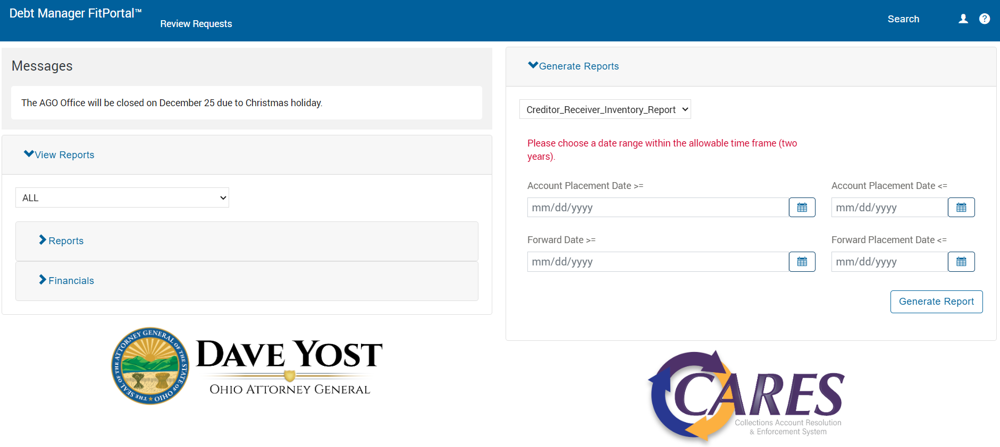 Debt Manager FitPortal™
Review Requests
Search
Messages
The AGO Office will be closed on December 25 due to Christmas holiday.
View Reports
ALL
Reports
Financials
THE SEAL OF THE ATTORNEY GENERAL OF THE STATE OF OHIO
DAVE YOST
OHIO ATTORNEY GENERAL
Generate Reports
Creditor_Receiver_Inventory_Report
Please choose a date range within the allowable time frame (two
years).
Account Placement Date >=
Account Placement Date <=
mm/dd/yyyy
mm/dd/yyyy
Forward Date >=
Forward Placement Date <=
mm/dd/yyyy
mm/dd/yyyy
Generate Report
CARES
Collections Account Resolution
& Enforcement System